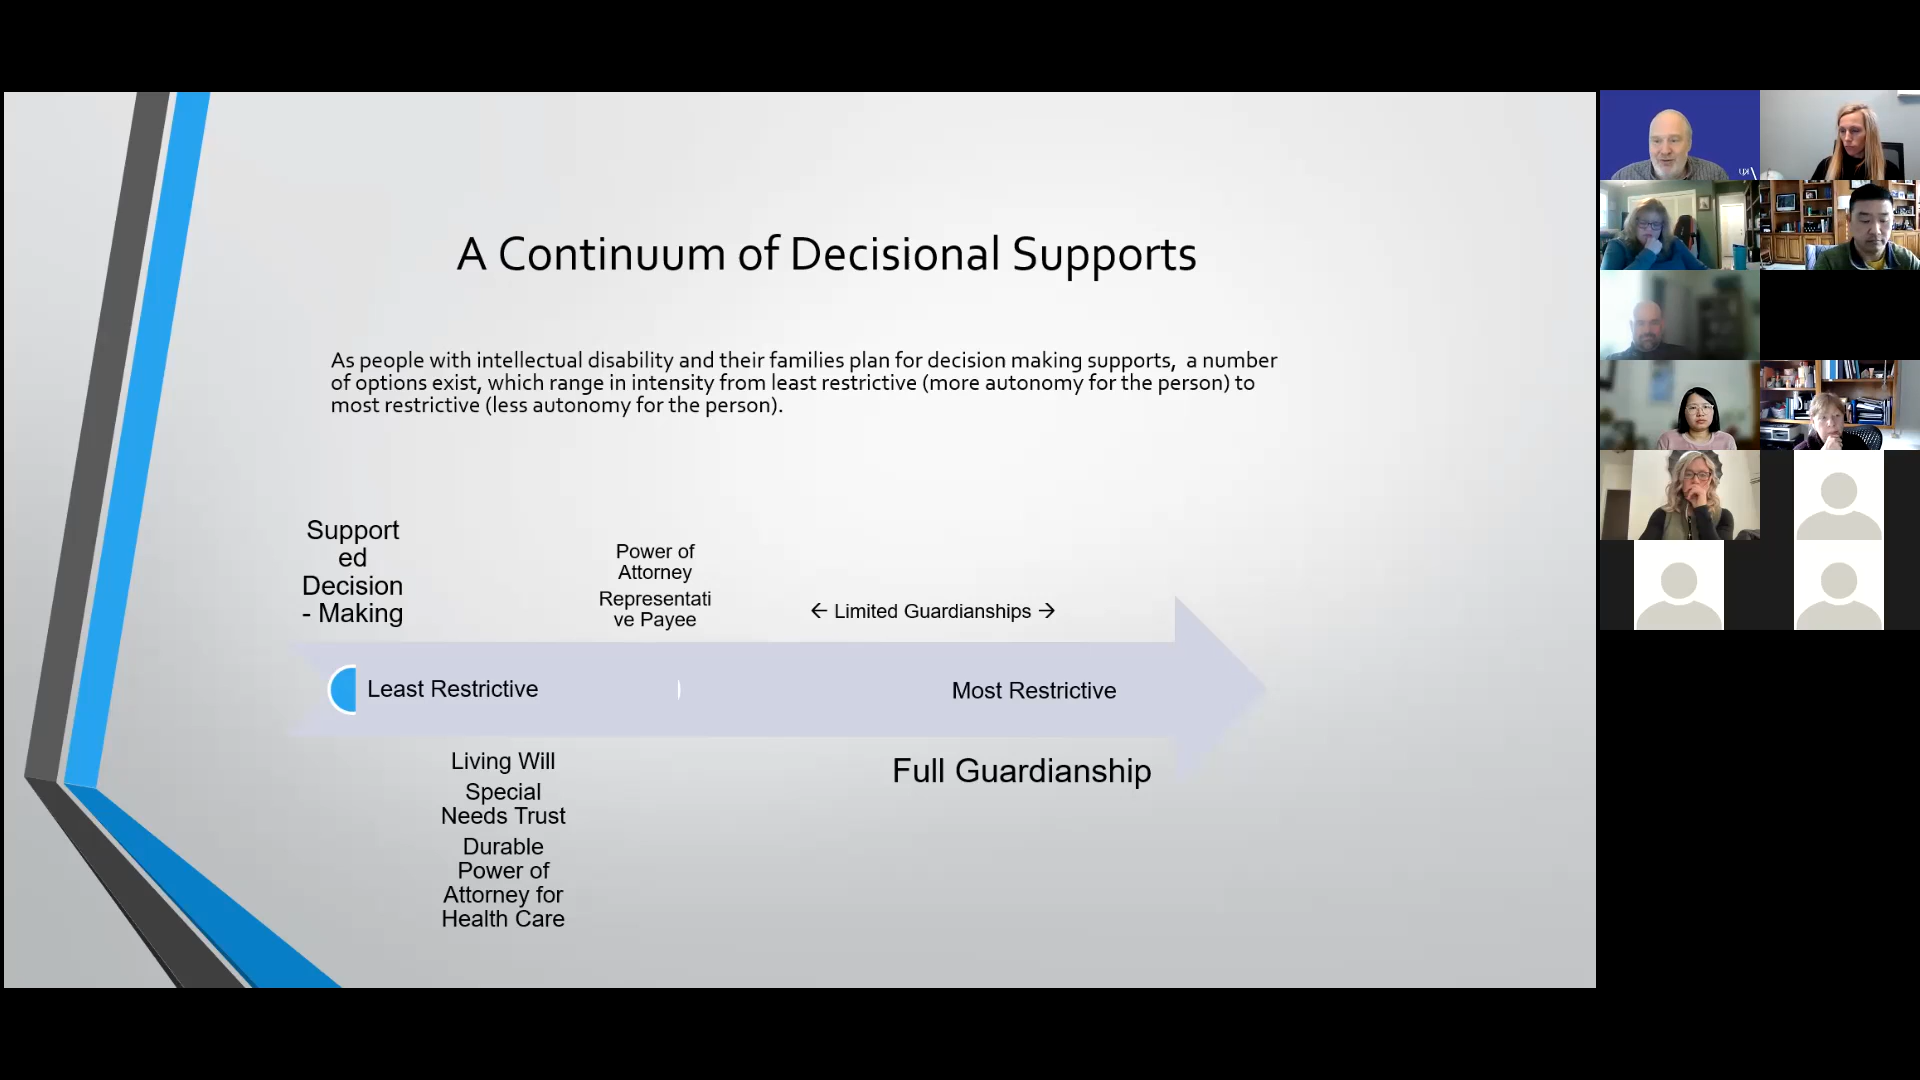 A Continuum of Decisional Supports
As people with intellectual disability and their families plan for decision making supports,  a number
of options exist, which range in intensity from least restrictive (more autonomy for the person) to
most restrictive (less autonomy for the person).
Support
ed
Decision
- Making
Power of
Attorney
Representati
ve Payee
← Limited Guardianships →
Least Restrictive
Most Restrictive
Living Will
Special
Needs Trust
Durable
Power of
Attorney for
Health Care
Full Guardianship